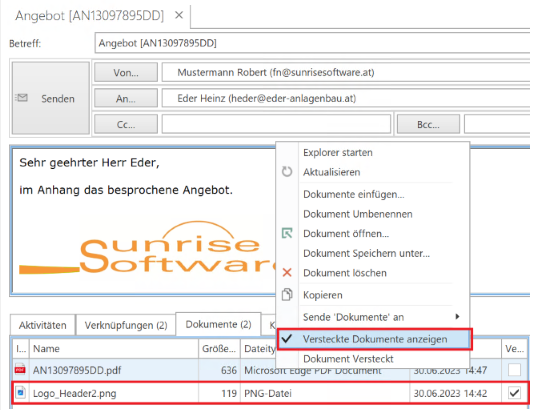 Angebot [AN13097895DD] ×
Betreff: Angebot [AN13097895DD]
Senden
Von... Mustermann Robert (fn@sunrisesoftware.at)
An... Eder Heinz (heder@eder-anlagenbau.at)
Cc... Bcc...
Sehr geehrter Herr Eder,
im Anhang das besprochene Angebot.
Sunrise
Software
Explorer starten
Aktualisieren
Dokumente einfügen...
Dokument Umbenennen
Dokument öffnen...
Dokument Speichern unter...
Dokument löschen
Kopieren
Sende 'Dokumente' an
Versteckte Dokumente anzeigen
Dokument Versteckt
Aktivitäten Verknüpfungen (2) Dokumente (2) K
I... Name Größe... Dateity Ve...
AN13097895DD.pdf 636 Microsoft Edge PDF Document 30.06.2023 14:47
Logo_Header2.png 119 PNG-Datei 30.06.2023 14:42